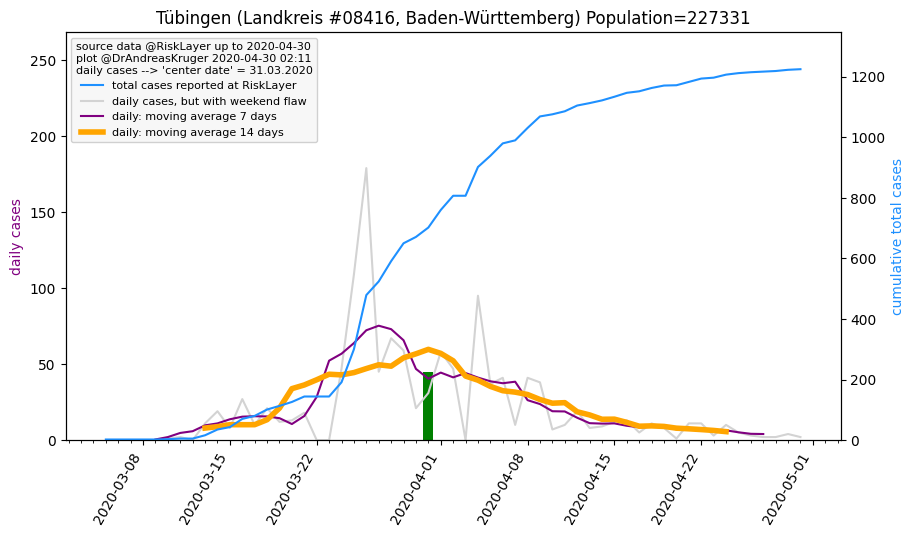 Tübingen (Landkreis #08416, Baden-Württemberg) Population=227331
source data @RiskLayer up to 2020-04-30
plot @DrAndreasKruger 2020-04-30 02:11
daily cases --> 'center date' = 31.03.2020
total cases reported at RiskLayer
daily cases, but with weekend flaw
daily: moving average 7 days
daily: moving average 14 days
daily cases
250
200
150
100
50
0
cumulative total cases
1200
1000
800
600
400
200
0
2020-03-08
2020-03-15
2020-03-22
2020-04-01
2020-04-08
2020-04-15
2020-04-22
2020-05-01